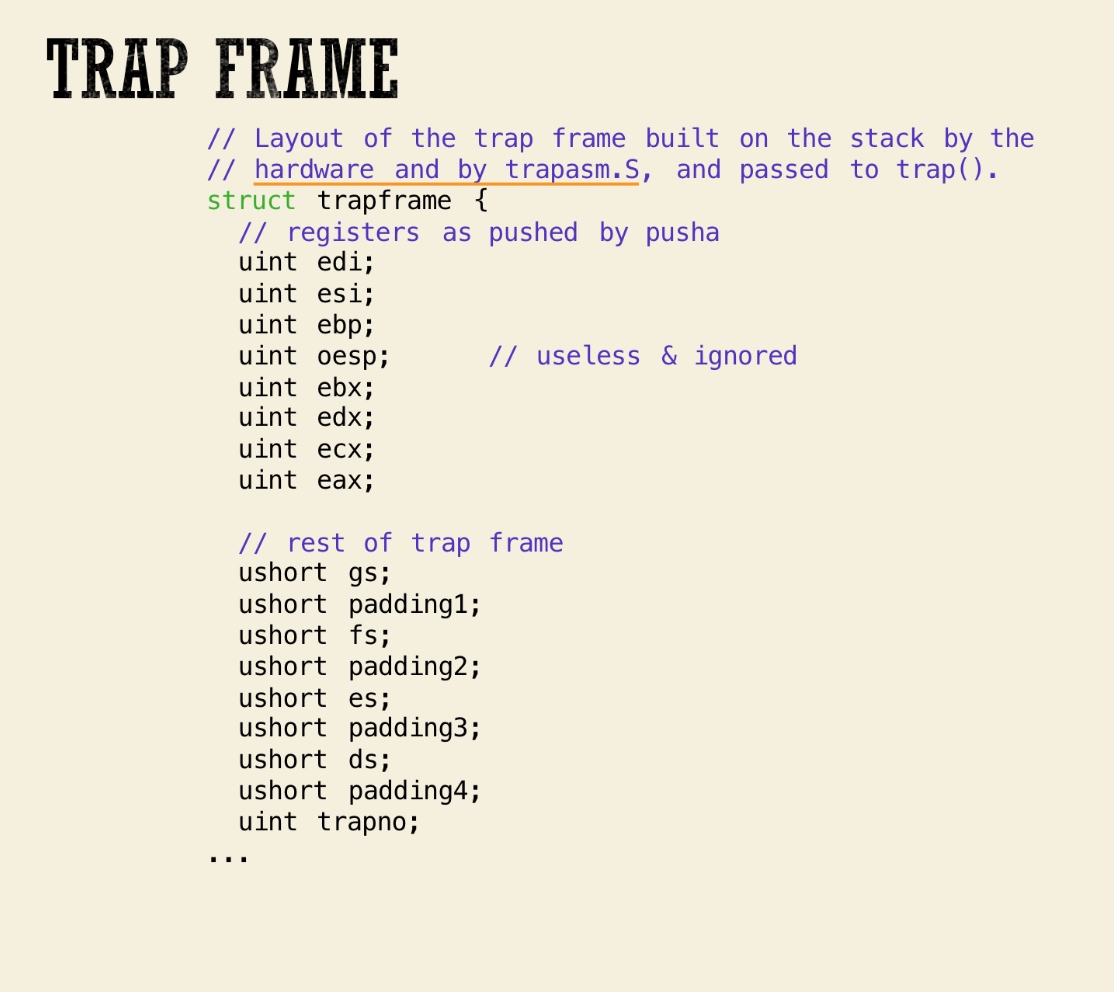 TRAP FRAME
// Layout of the trap frame built on the stack by the
// hardware and by trapasm.S, and passed to trap().
struct trapframe {
  // registers as pushed by pusha
  uint edi;
  uint esi;
  uint ebp;
  uint oesp;      // useless & ignored
  uint ebx;
  uint edx;
  uint ecx;
  uint eax;

  // rest of trap frame
  ushort gs;
  ushort padding1;
  ushort fs;
  ushort padding2;
  ushort es;
  ushort padding3;
  ushort ds;
  ushort padding4;
  uint trapno;
...